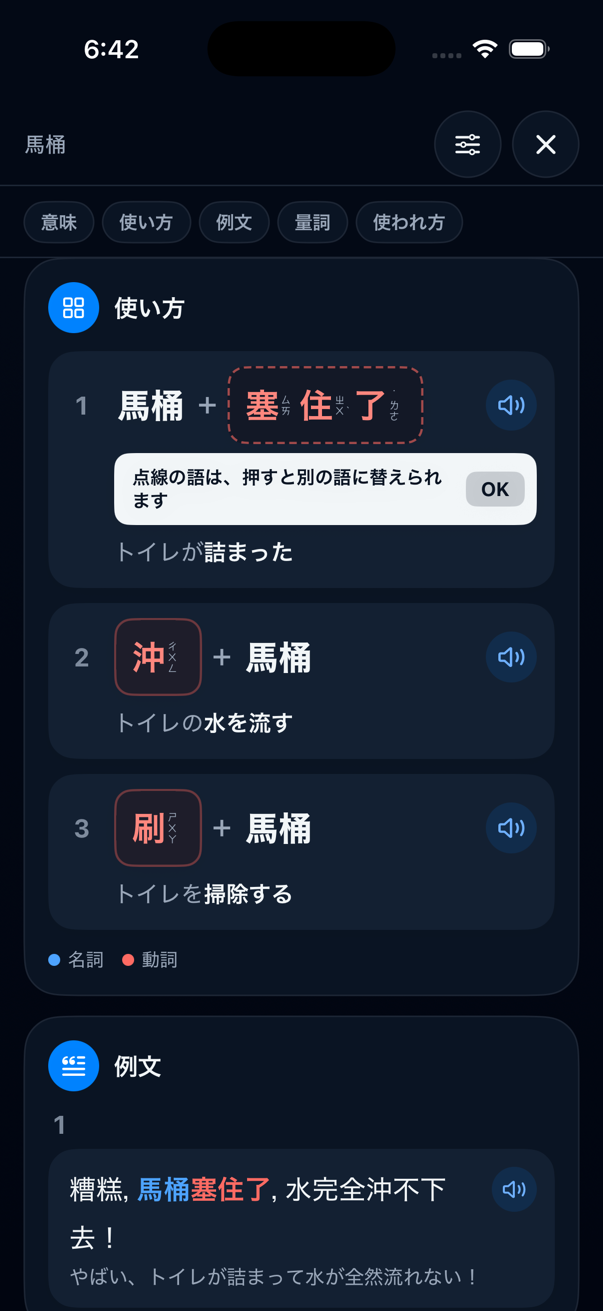 6:42
馬桶
意味 使い方 例文 量詞 使われ方
使い方
1 馬桶 + 塞ㄙㄞ住ㄓㄨˋ了˙ㄌㄜ
点線の語は、押すと別の語に替えられ
ます
OK
トイレが詰まった
2 沖ㄔㄨㄥ + 馬桶
トイレの水を流す
3 刷ㄕㄨㄚ + 馬桶
トイレを掃除する
名詞 動詞
例文
1
糟糕, 馬桶塞住了, 水完全沖不下
去！
やばい、トイレが詰まって水が全然流れない！